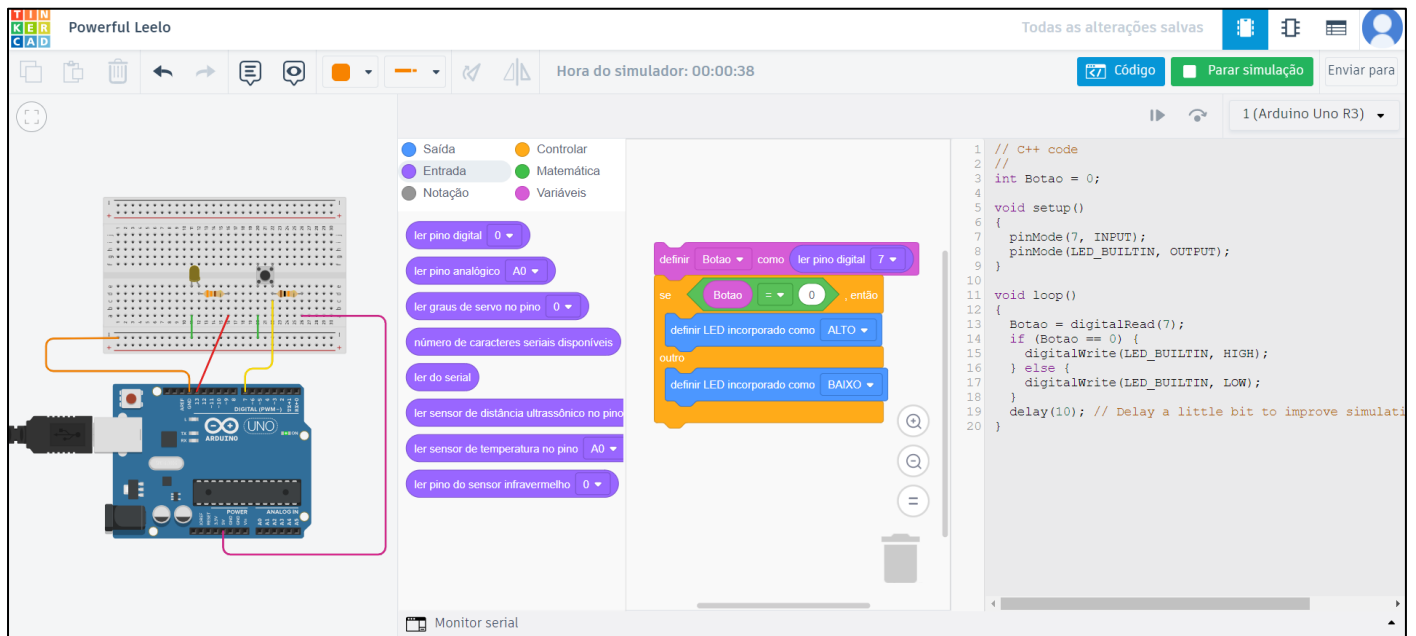 TIN
KER
CAD
Powerful Leelo
Todas as alterações salvas
Hora do simulador: 00:00:38
Código
Parar simulação
Enviar para
1 (Arduino Uno R3)
Saída
Controlar
Entrada
Matemática
Notação
Variáveis
ler pino digital 0
ler pino analógico A0
ler graus de servo no pino 0
número de caracteres seriais disponíveis
ler do serial
ler sensor de distância ultrassônico no pino
ler sensor de temperatura no pino A0
ler pino do sensor infravermelho 0
definir Botao como ler pino digital 7
se Botao = 0 , então
definir LED incorporado como ALTO
outro
definir LED incorporado como BAIXO
=
1 // C++ code
2 //
3 int Botao = 0;
4
5 void setup()
6 {
7 pinMode(7, INPUT);
8 pinMode(LED_BUILTIN, OUTPUT);
9 }
10
11 void loop()
12 {
13 Botao = digitalRead(7);
14 if (Botao == 0) {
15 digitalWrite(LED_BUILTIN, HIGH);
16 } else {
17 digitalWrite(LED_BUILTIN, LOW);
18 }
19 delay(10); // Delay a little bit to improve simulati
20 }
DIGITAL (PWM~)
UNO
ARDUINO
ON
POWER
ANALOG IN
Monitor serial